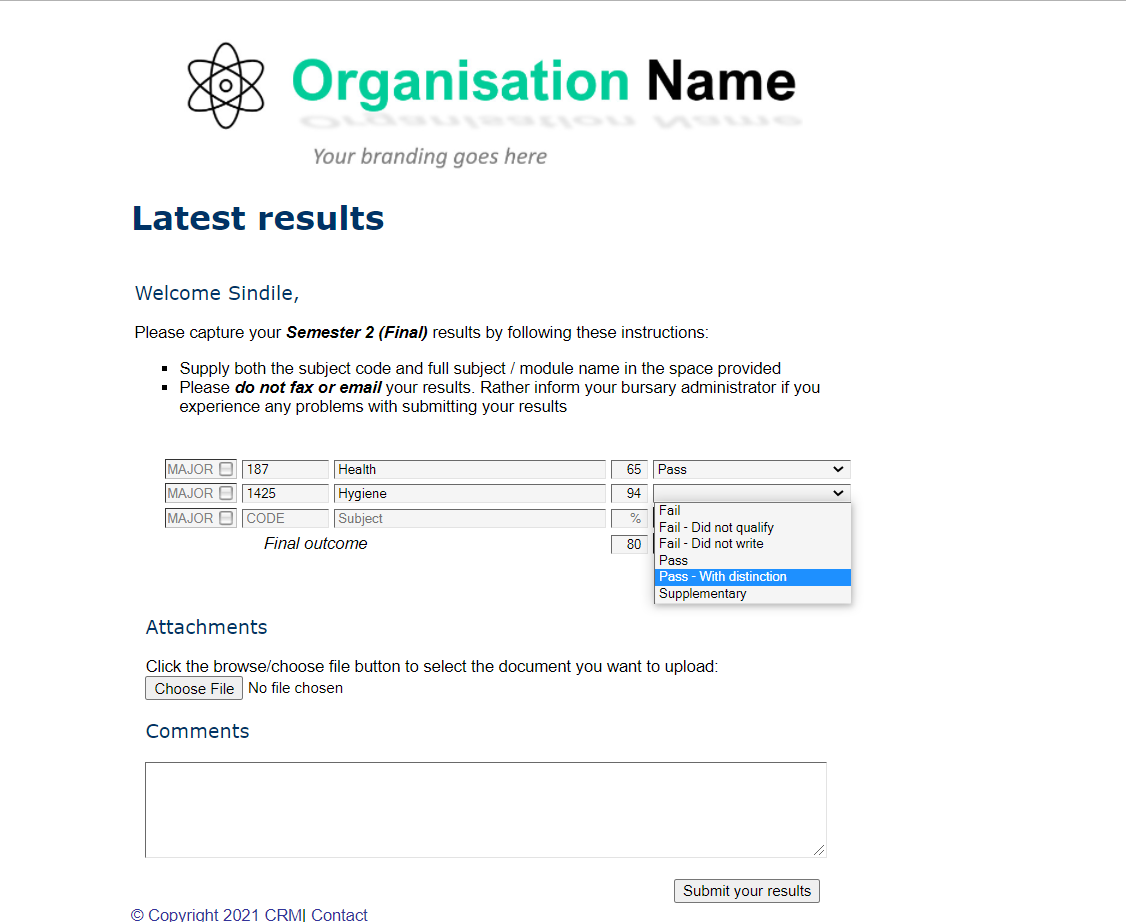 Organisation Name
Your branding goes here
Latest results
Welcome Sindile,
Please capture your Semester 2 (Final) results by following these instructions:
Supply both the subject code and full subject / module name in the space provided
Please do not fax or email your results. Rather inform your bursary administrator if you
experience any problems with submitting your results
MAJOR 187 Health 65 Pass
MAJOR 1425 Hygiene 94
MAJOR CODE Subject %
Final outcome 80
Fail
Fail - Did not qualify
Fail - Did not write
Pass
Pass - With distinction
Supplementary
Attachments
Click the browse/choose file button to select the document you want to upload:
Choose File No file chosen
Comments
Submit your results
© Copyright 2021 CRM| Contact